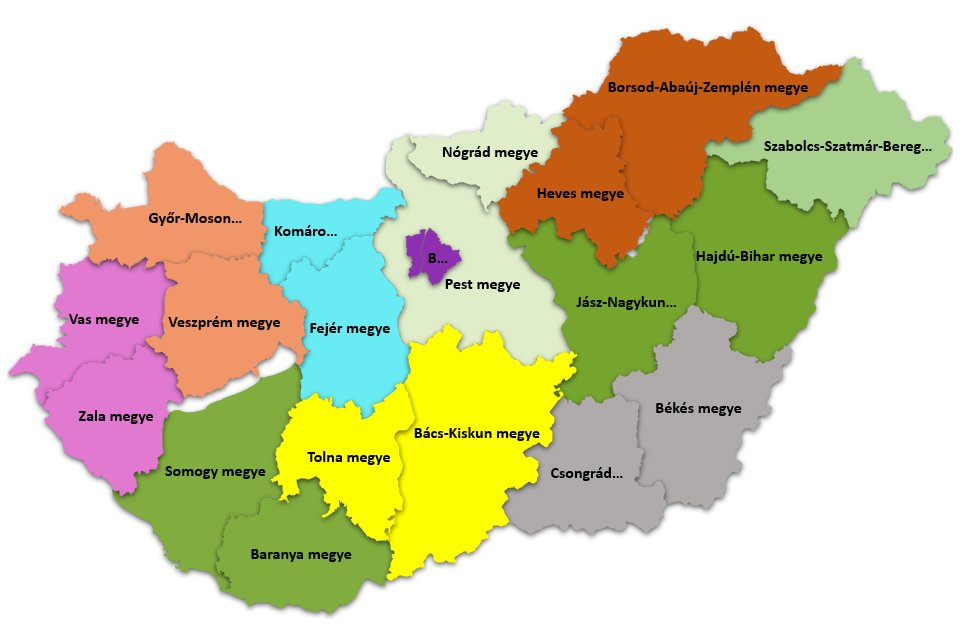 Borsod-Abaúj-Zemplén megye
Szabolcs-Szatmár-Bereg...
Nógrád megye
Heves megye
Győr-Moson...
Komáro...
Hajdú-Bihar megye
B...
Pest megye
Jász-Nagykun...
Vas megye
Veszprém megye
Fejér megye
Zala megye
Békés megye
Bács-Kiskun megye
Somogy megye
Tolna megye
Csongrád...
Baranya megye